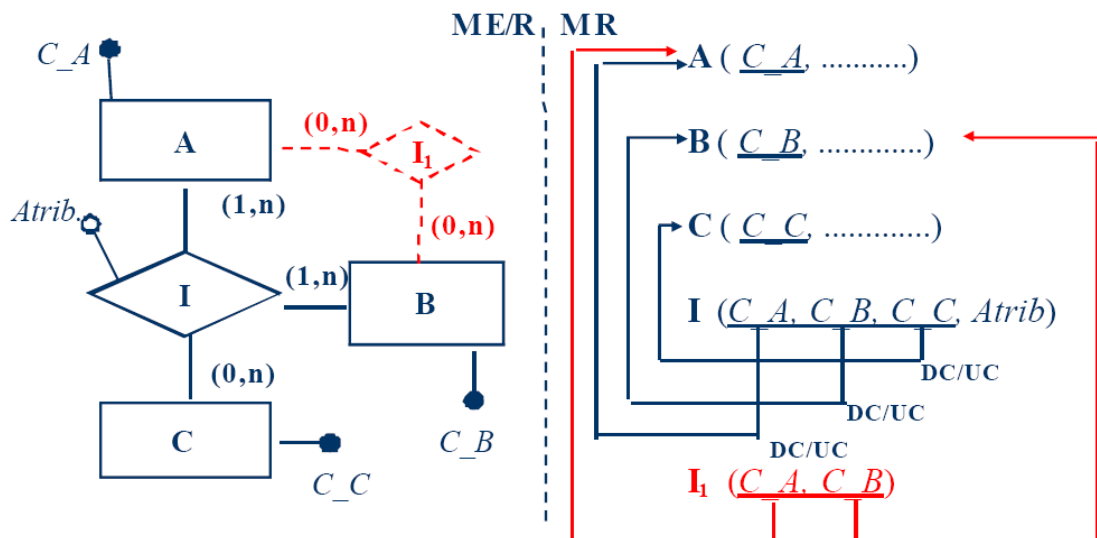 ME/R MR
C_A
A
(0,n)
I1
(1,n)
(0,n)
Atrib.
I
(1,n)
B
(0,n)
C
C_B
C_C
A ( C_A, ...........)
B ( C_B, ............)
C ( C_C, ............)
I (C_A, C_B, C_C, Atrib)
DC/UC
DC/UC
DC/UC
I1 (C_A, C_B)